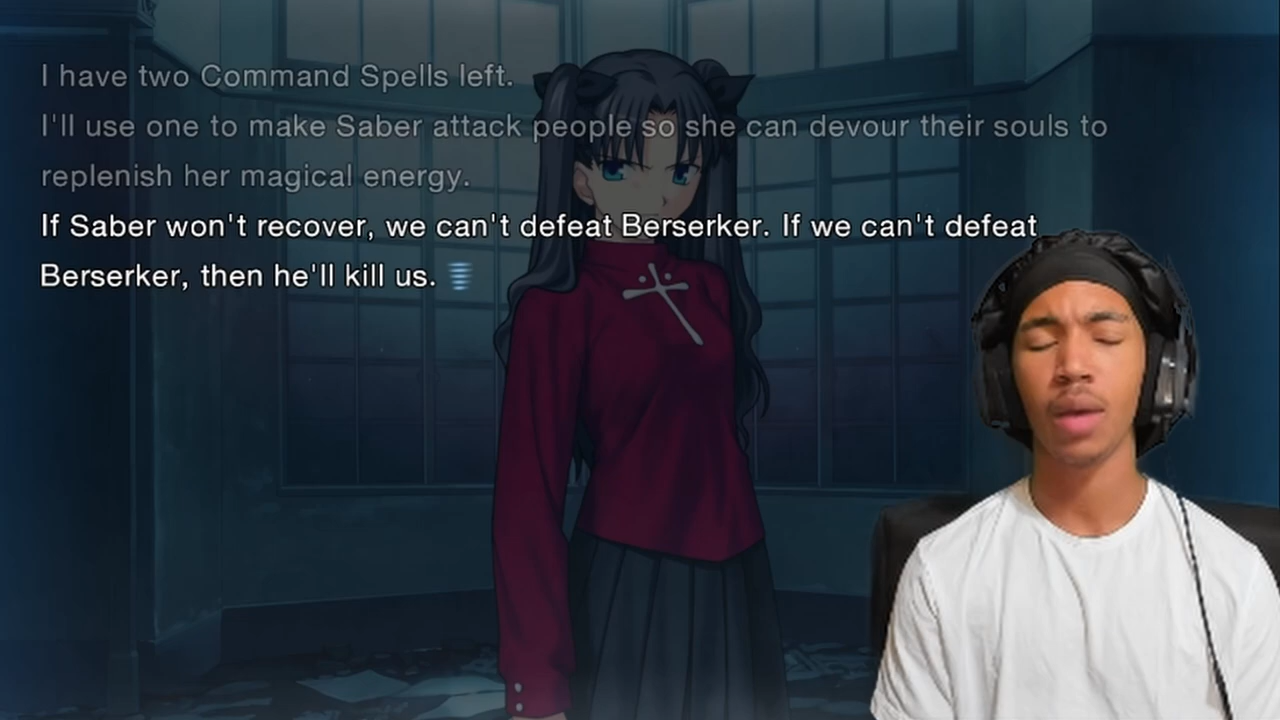 I have two Command Spells left.
I'll use one to make Saber attack people so she can devour their souls to
replenish her magical energy.
If Saber won't recover, we can't defeat Berserker. If we can't defeat
Berserker, then he'll kill us.